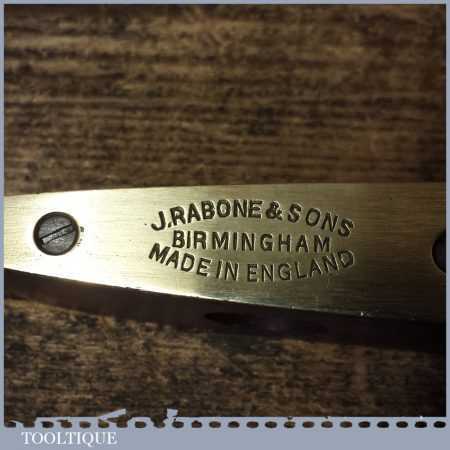 J.RABONE & SONS
BIRMINGHAM
MADE IN ENGLAND
TOOLTIQUE